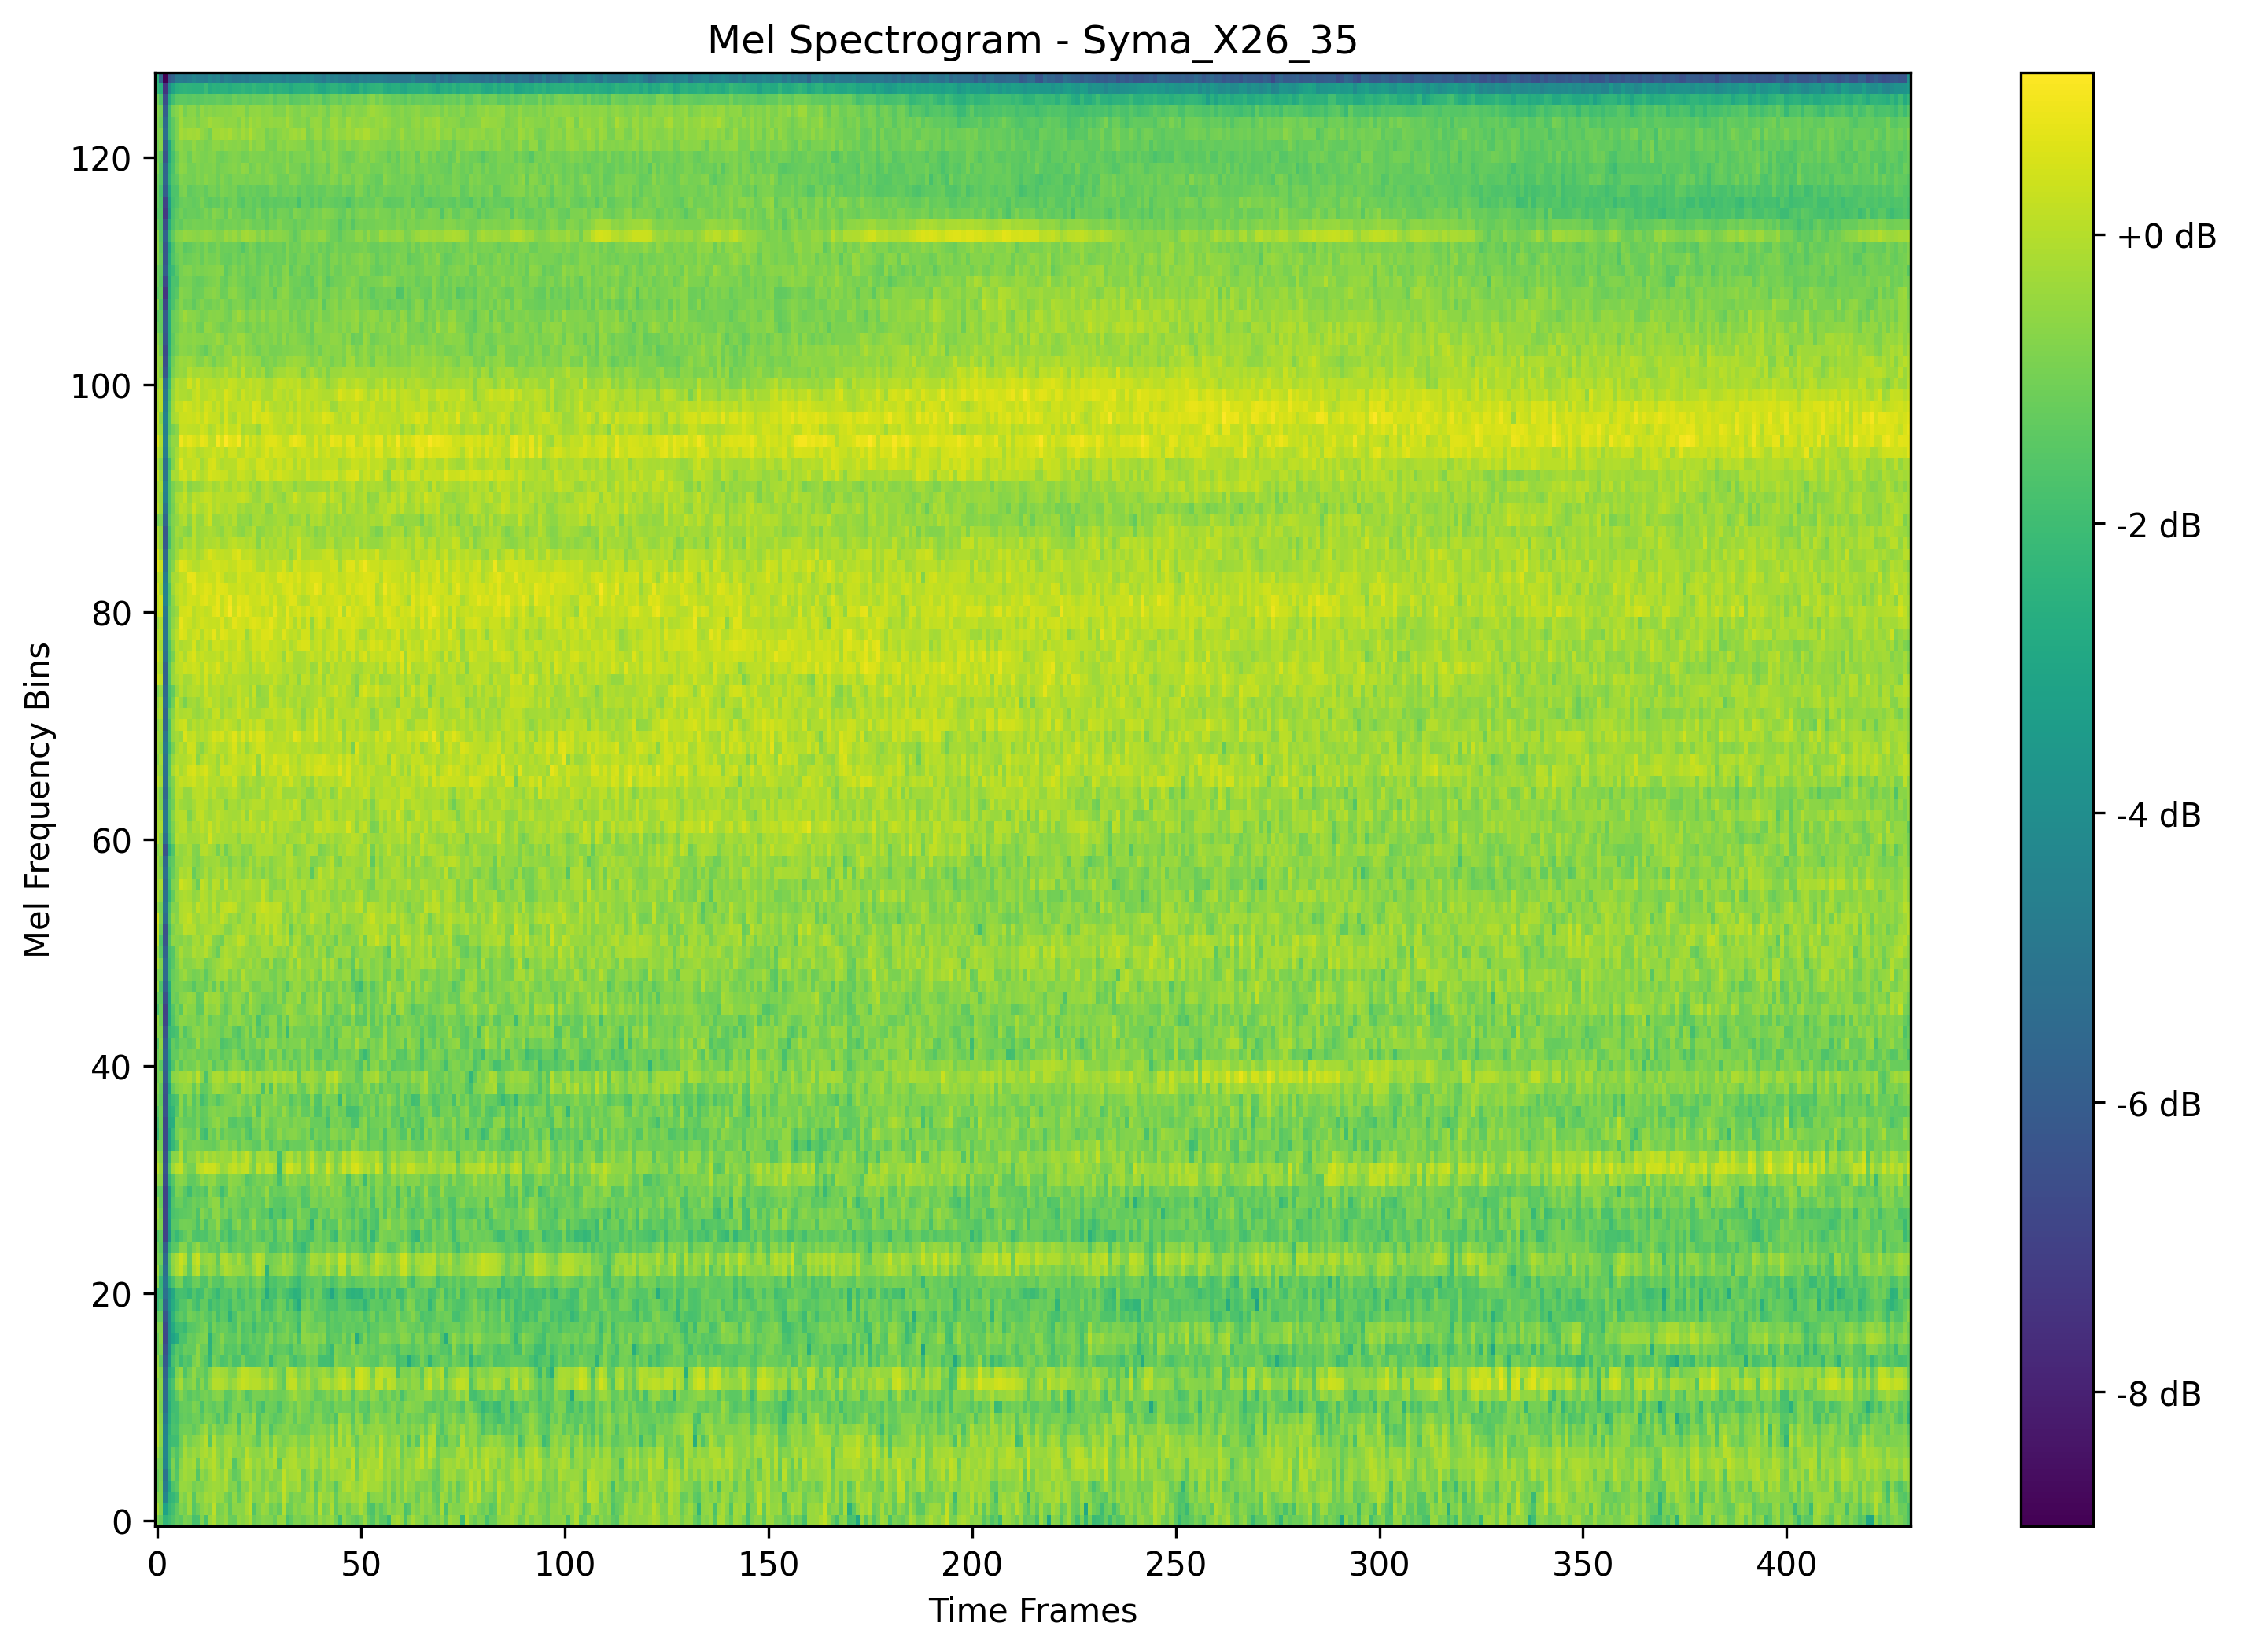 Mel Spectrogram - Syma_X26_35
Mel Frequency Bins
120
100
80
60
40
20
0
0 50 100 150 200 250 300 350 400
Time Frames
+0 dB
-2 dB
-4 dB
-6 dB
-8 dB